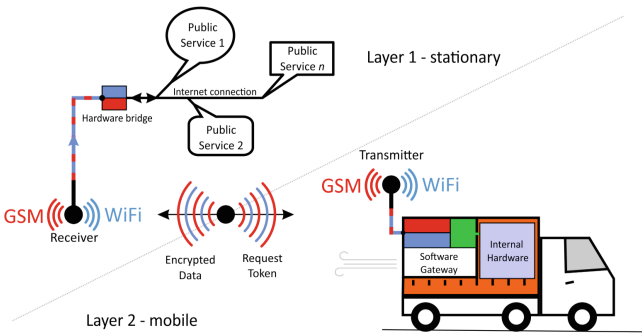 Public
Service 1
Public
Service n
Layer 1 - stationary
Internet connection
Hardware bridge
Public
Service 2
Transmitter
GSM
WiFi
GSM
WiFi
Receiver
Encrypted
Data
Request
Token
Software
Gateway
Internal
Hardware
Layer 2 - mobile